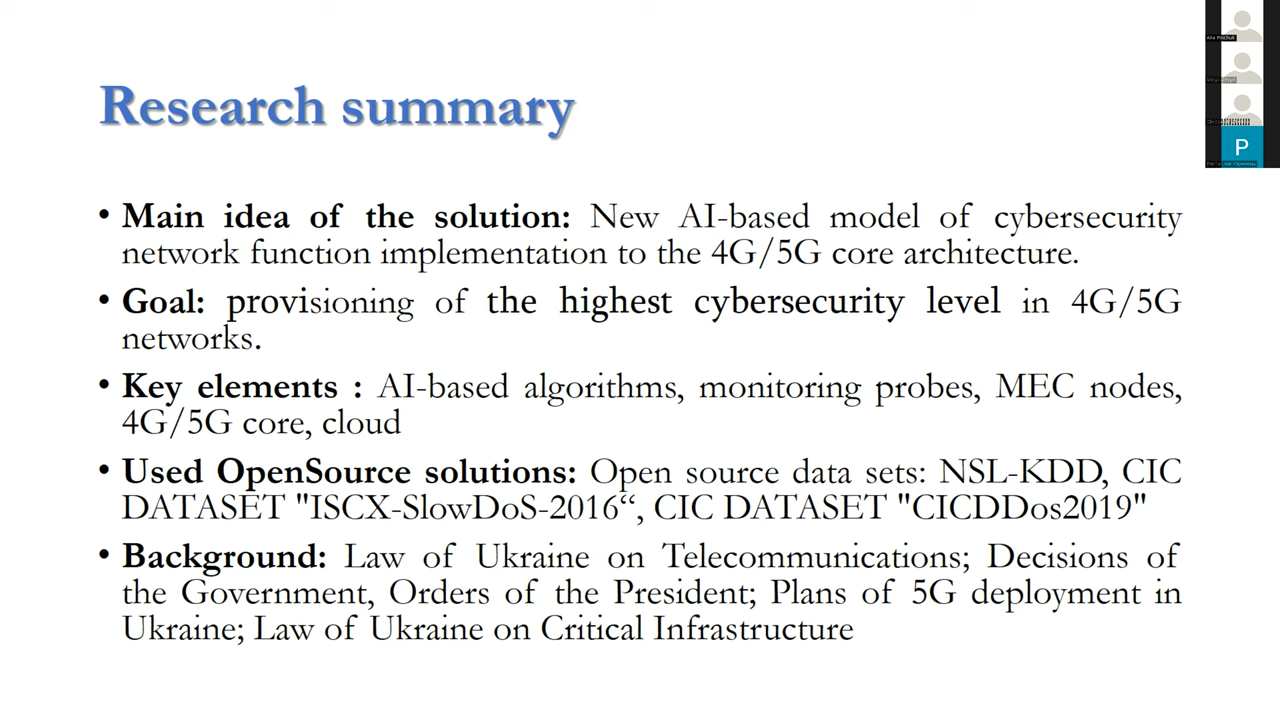 Research summary
• Main idea of the solution: New AI-based model of cybersecurity
network function implementation to the 4G/5G core architecture.
• Goal: provisioning of the highest cybersecurity level in 4G/5G
networks.
• Key elements : AI-based algorithms, monitoring probes, MEC nodes,
4G/5G core, cloud
• Used OpenSource solutions: Open source data sets: NSL-KDD, CIC
DATASET "ISCX-SlowDoS-2016“, CIC DATASET "CICDDos2019"
• Background: Law of Ukraine on Telecommunications; Decisions of
the Government, Orders of the President; Plans of 5G deployment in
Ukraine; Law of Ukraine on Critical Infrastructure
Alla Pinchuk
P